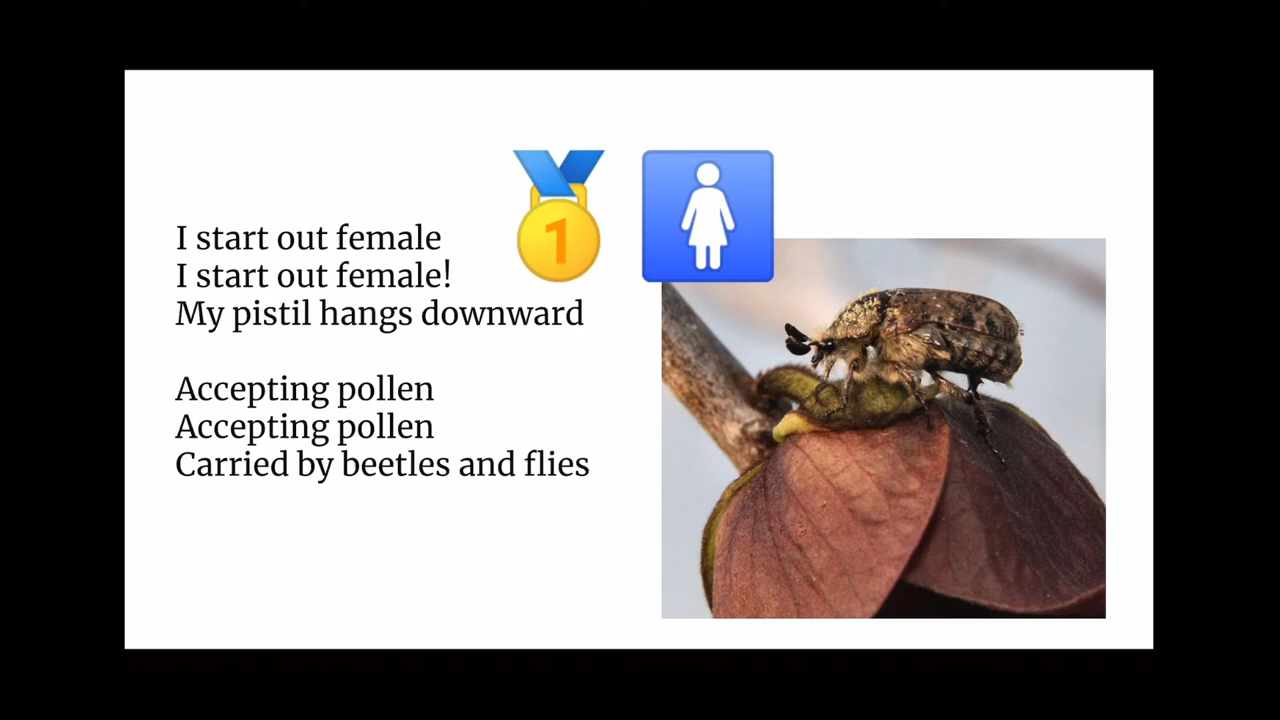 I start out female
I start out female!
My pistil hangs downward
Accepting pollen
Accepting pollen
Carried by beetles and flies
1